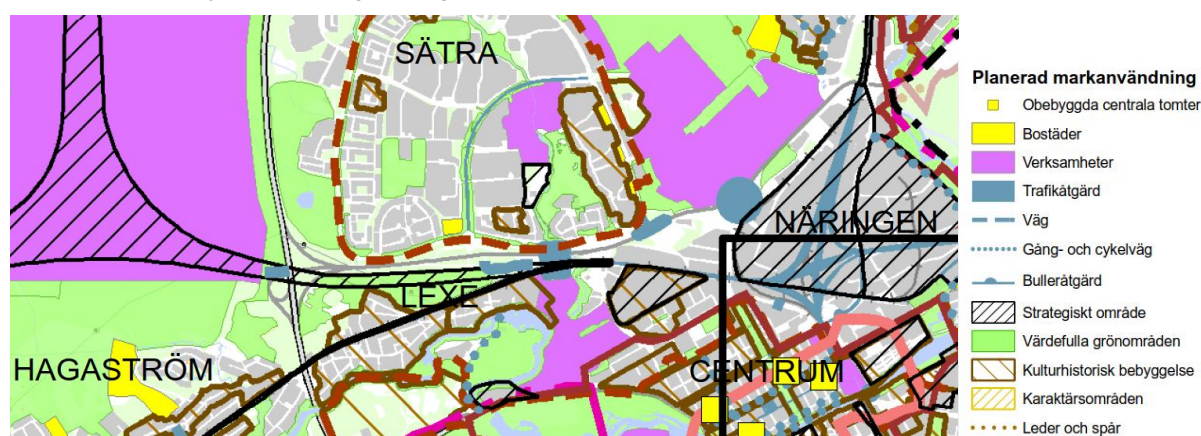 SÄTRA
NÄRINGEN
LEXE
HAGASTRÖM
CENTRUM
Planerad markanvändning
Obebyggda centrala tomter
Bostäder
Verksamheter
Trafikåtgärd
Väg
Gång- och cykelväg
Bulleråtgärd
Strategiskt område
Värdefulla grönområden
Kulturhistorisk bebyggelse
Karaktärsområden
Leder och spår